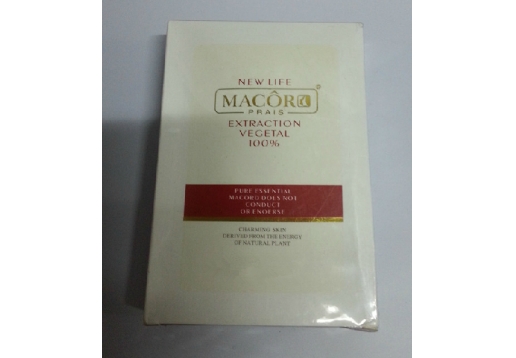 NEW LIFE
MACÔRO
PRAIS
EXTRACTION
VEGETAL
100%
PURE ESSENTIAL
MACORO DOES NOT
CONDUCT
OR ENOERSE
CHARMING SKIN
DERIVED FROM THE ENERGY
OF NATURAL PLANT